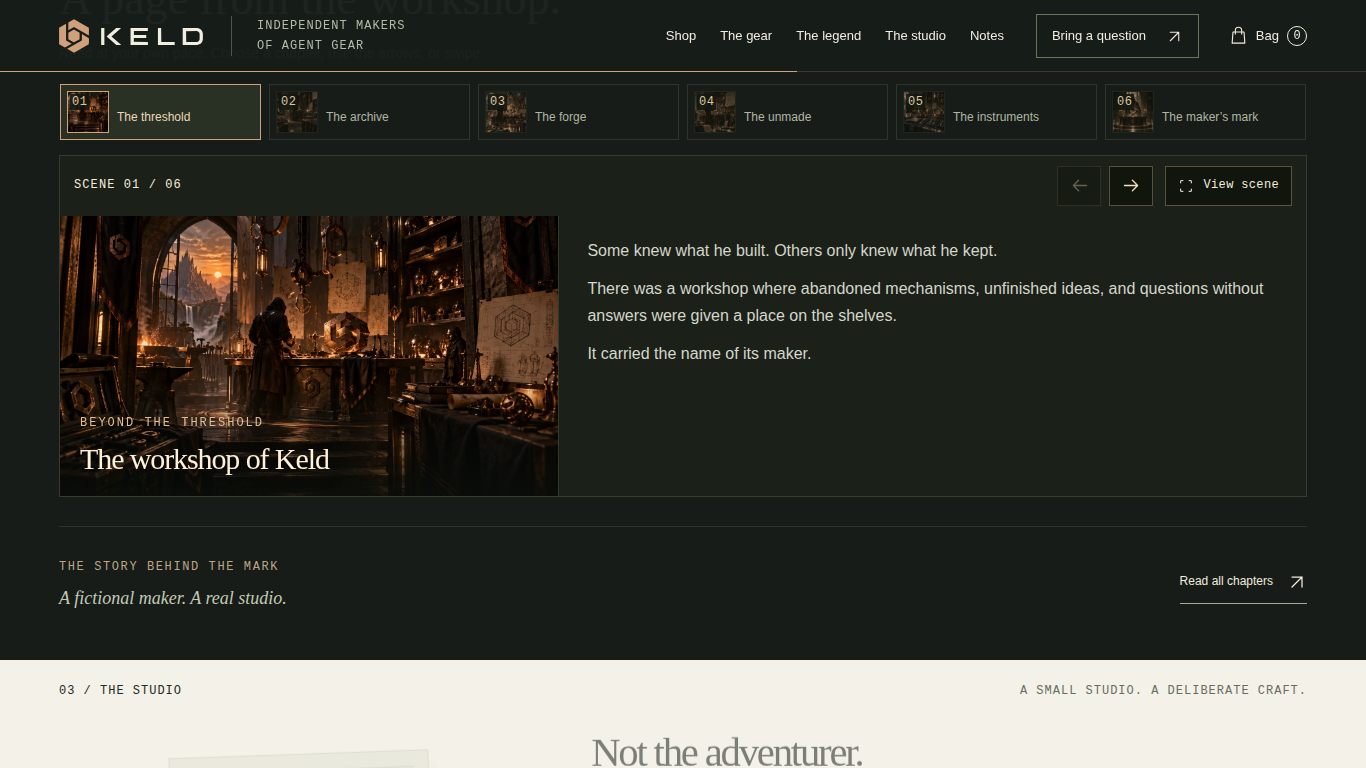 A page from the workshop.
KELD
INDEPENDENT MAKERS
OF AGENT GEAR
Shop
The gear
The legend
The studio
Notes
Bring a question
Bag
0
01
The threshold
02
The archive
03
The forge
04
The unmade
05
The instruments
06
The maker’s mark
SCENE 01 / 06
View scene
BEYOND THE THRESHOLD
The workshop of Keld
Some knew what he built. Others only knew what he kept.
There was a workshop where abandoned mechanisms, unfinished ideas, and questions without
answers were given a place on the shelves.
It carried the name of its maker.
THE STORY BEHIND THE MARK
A fictional maker. A real studio.
Read all chapters
03 / THE STUDIO
A SMALL STUDIO. A DELIBERATE CRAFT.
Not the adventurer.